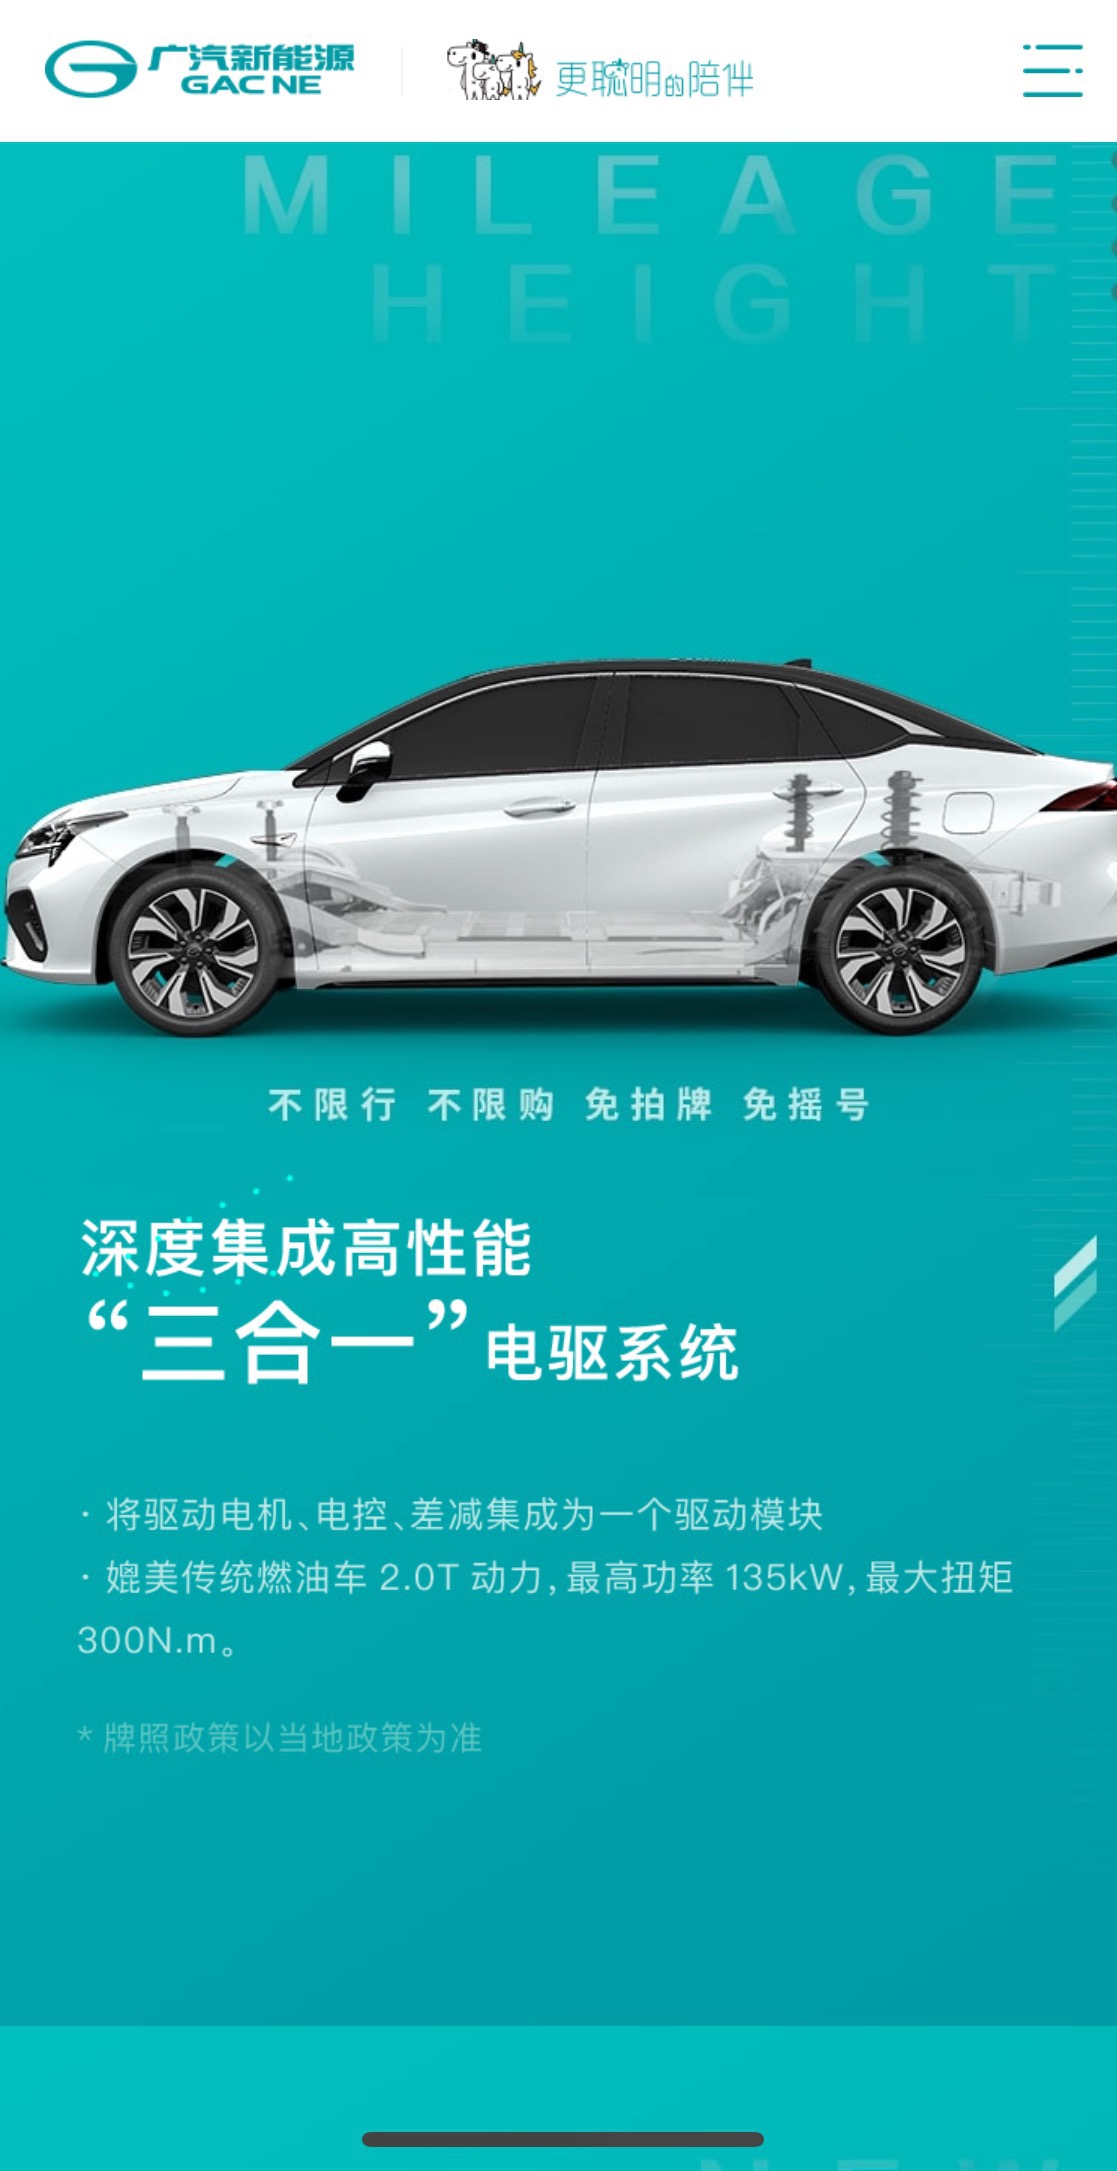 广汽新能源
GAC NE
更聪明的陪伴
MILEAGE
HEIGHT
不限行 不限购 免拍牌 免摇号
深度集成高性能
“三合一”电驱系统
· 将驱动电机、电控、差减集成为一个驱动模块
· 媲美传统燃油车 2.0T 动力，最高功率 135kW，最大扭矩
300N.m。
* 牌照政策以当地政策为准